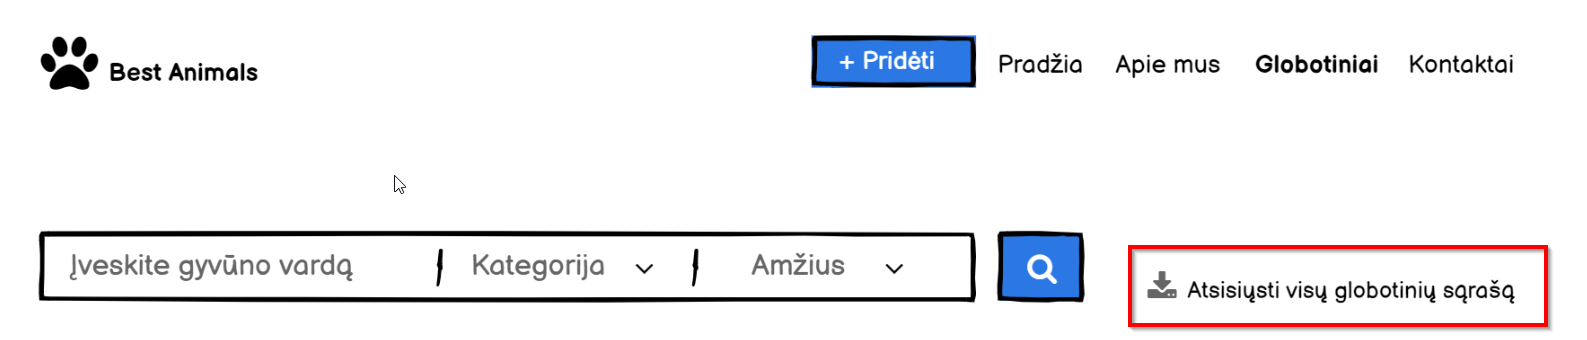 Best Animals
+ Pridėti
Pradžia
Apie mus
Globotiniai
Kontaktai
Įveskite gyvūno vardą
Kategorija
Amžius
Atsisiųsti visų globotinių sąrašą